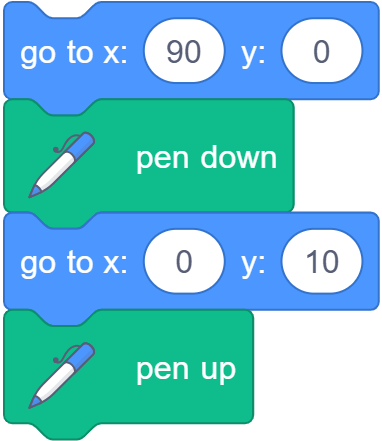 go to x: 90 y: 0
pen down
go to x: 0 y: 10
pen up